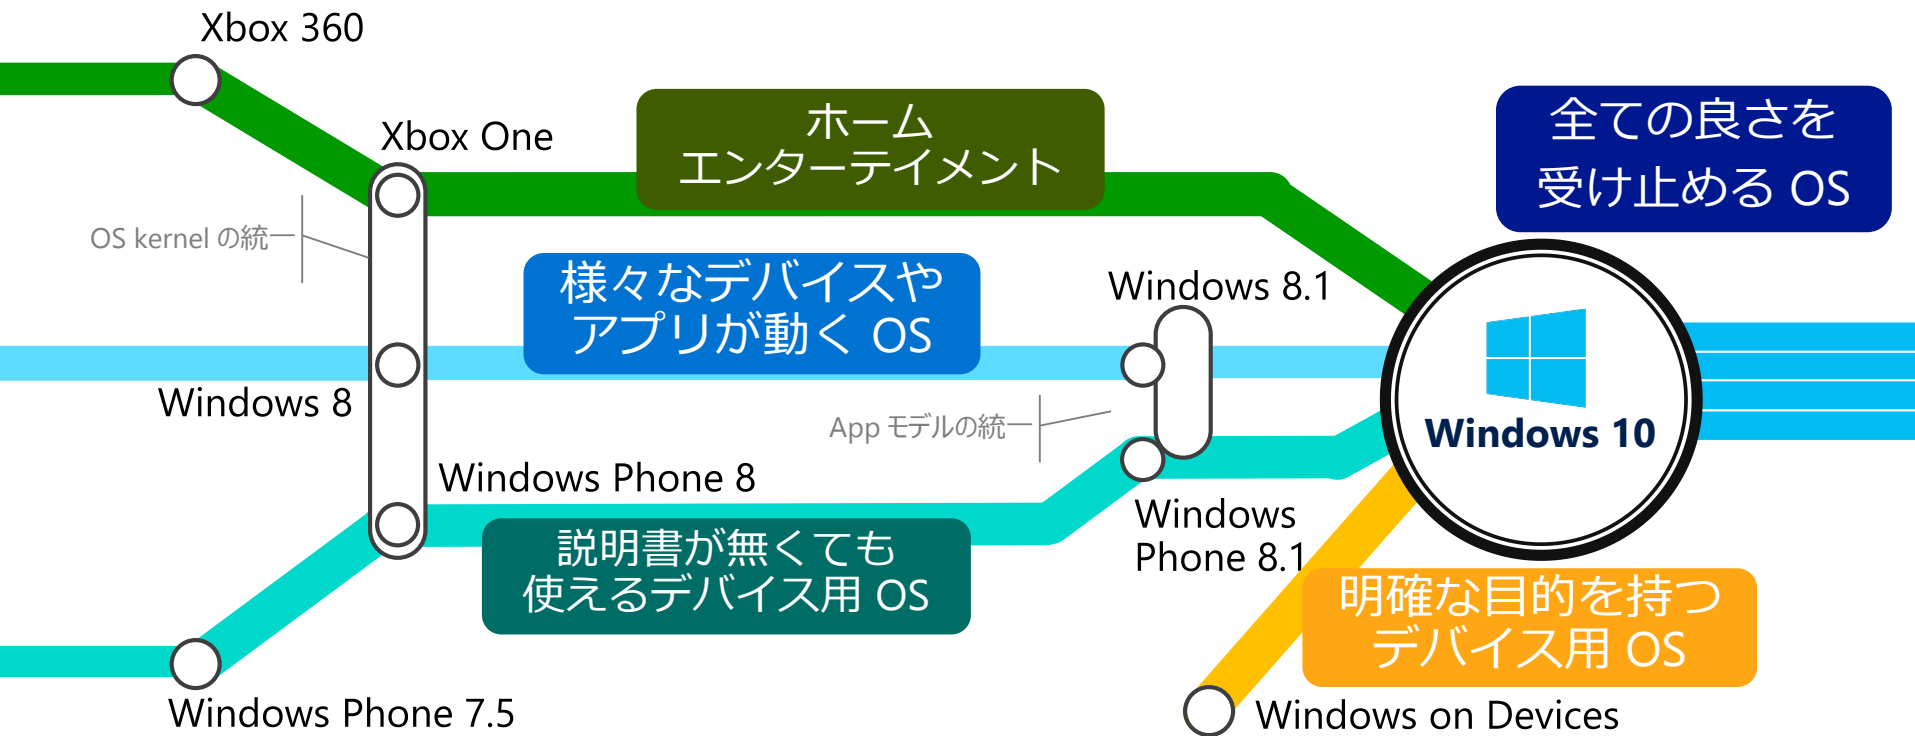 Xbox 360
Xbox One
ホーム
エンターテイメント
全ての良さを
受け止める OS
OS kernel の統一
様々なデバイスや
アプリが動く OS
Windows 8.1
Windows 8
App モデルの統一
Windows 10
Windows Phone 8
Windows
Phone 8.1
説明書が無くても
使えるデバイス用 OS
明確な目的を持つ
デバイス用 OS
Windows Phone 7.5
Windows on Devices